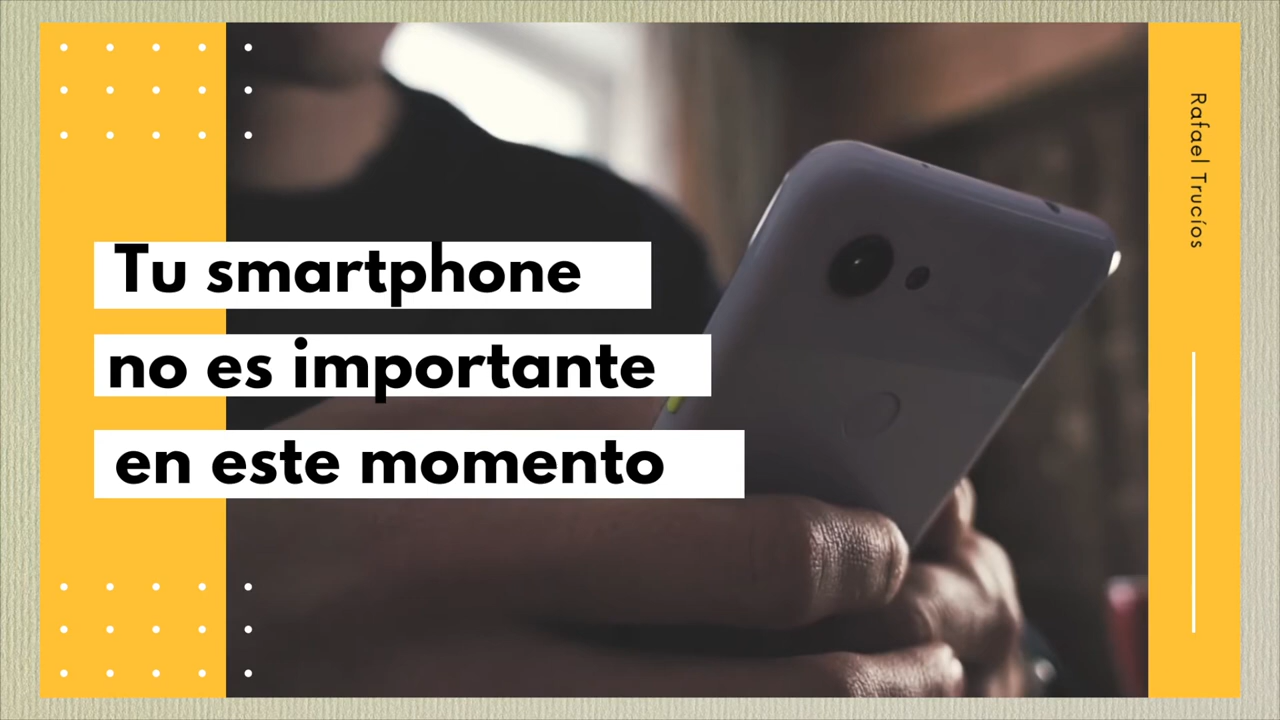 Tu smartphone
no es importante
en este momento
Rafael Trucíos